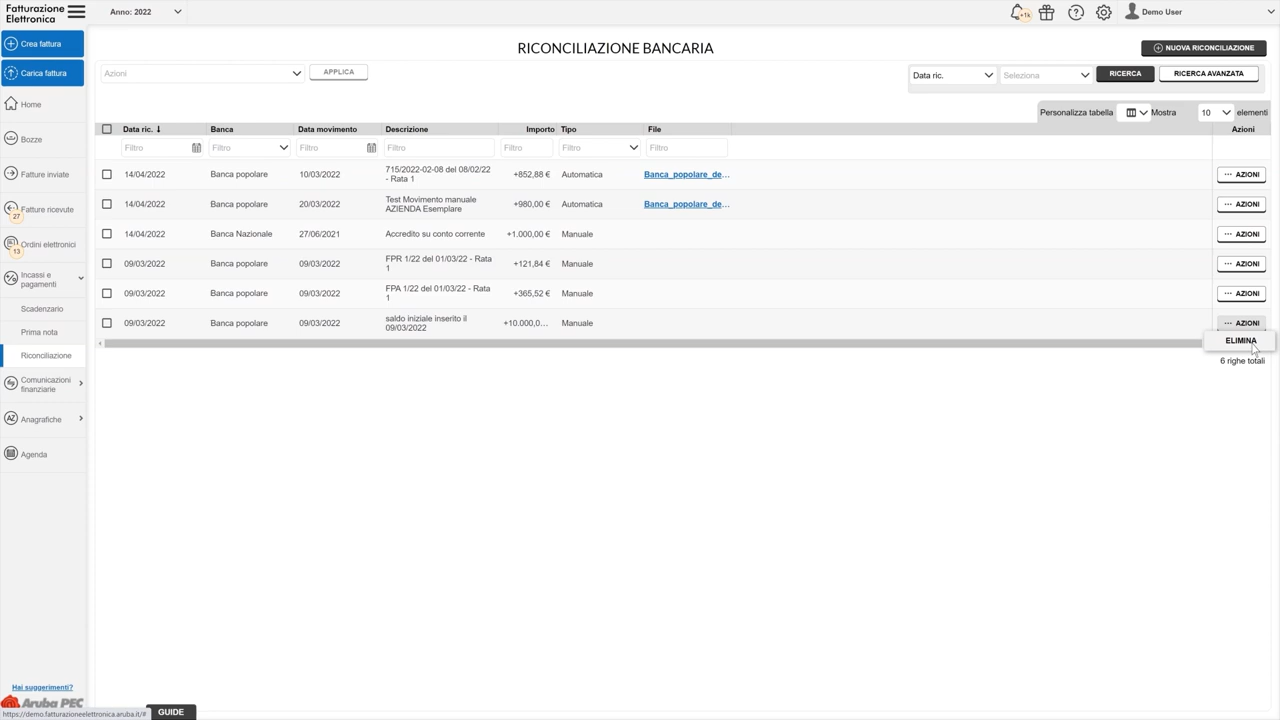 Fatturazione
Elettronica
Anno: 2022
+1k
Demo User
Crea fattura
Carica fattura
Home
Bozze
Fatture inviate
Fatture ricevute
27
Ordini elettronici
13
Incassi e
pagamenti
Scadenzario
Prima nota
Riconciliazione
Comunicazioni
finanziarie
Anagrafiche
Agenda
Hai suggerimenti?
Aruba PEC
https://demo.fatturazioneelettronica.aruba.it/#
GUIDE
RICONCILIAZIONE BANCARIA
NUOVA RICONCILIAZIONE
Azioni
APPLICA
Data ric.
Seleziona
RICERCA
RICERCA AVANZATA
Personalizza tabella
Mostra
10
elementi
Data ric. Banca Data movimento Descrizione Importo Tipo File Azioni
Filtro Filtro Filtro Filtro Filtro Filtro Filtro
14/04/2022 Banca popolare 10/03/2022 715/2022-02-08 del 08/02/22 +852,88 € Automatica Banca_popolare_de... ··· AZIONI
- Rata 1
14/04/2022 Banca popolare 20/03/2022 Test Movimento manuale +980,00 € Automatica Banca_popolare_de... ··· AZIONI
AZIENDA Esemplare
14/04/2022 Banca Nazionale 27/06/2021 Accredito su conto corrente +1.000,00 € Manuale ··· AZIONI
09/03/2022 Banca popolare 09/03/2022 FPR 1/22 del 01/03/22 - Rata +121,84 € Manuale ··· AZIONI
1
09/03/2022 Banca popolare 09/03/2022 FPA 1/22 del 01/03/22 - Rata +365,52 € Manuale ··· AZIONI
1
09/03/2022 Banca popolare 09/03/2022 saldo iniziale inserito il +10.000,0... Manuale ··· AZIONI
09/03/2022
ELIMINA
6 righe totali